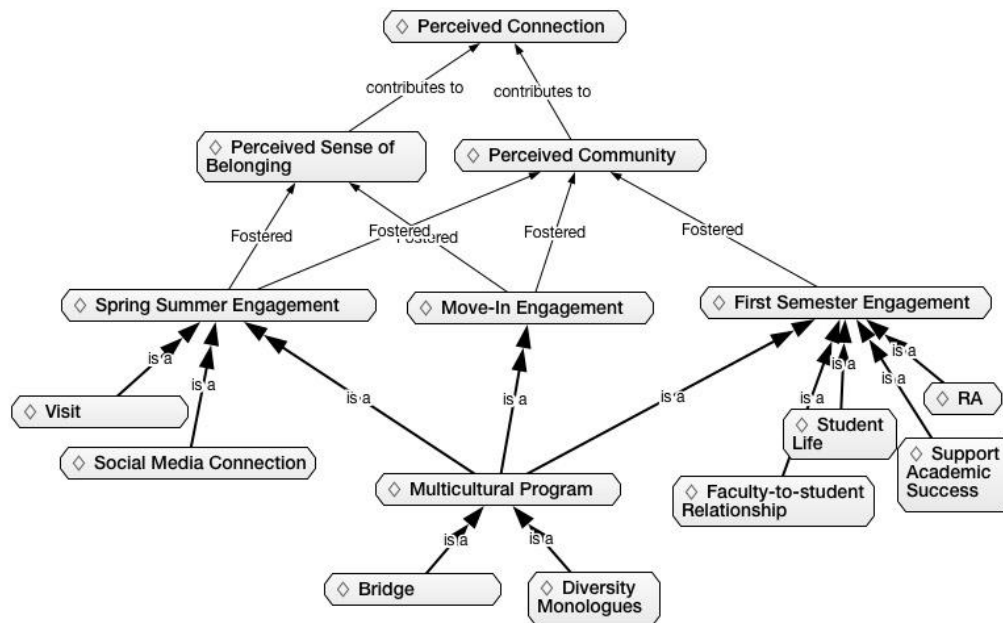 Perceived Connection
contributes to
contributes to
Perceived Sense of
Belonging
Perceived Community
Fostered
Fostered
Fostered
Fostered
Fostered
Spring Summer Engagement
Move-In Engagement
First Semester Engagement
is a
is a
is a
is a
is a
is a
is a
is a
is a
Visit
Social Media Connection
RA
Student
Life
Support
Academic
Success
Multicultural Program
Faculty-to-student
Relationship
is a
is a
Bridge
Diversity
Monologues